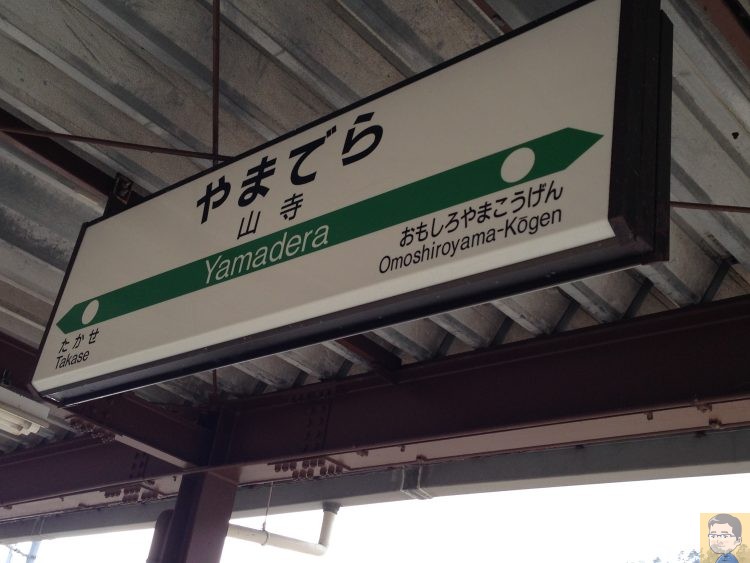 やまでら
山寺
Yamadera
たかせ
Takase
おもしろやまこうげん
Omoshiroyama-Kōgen